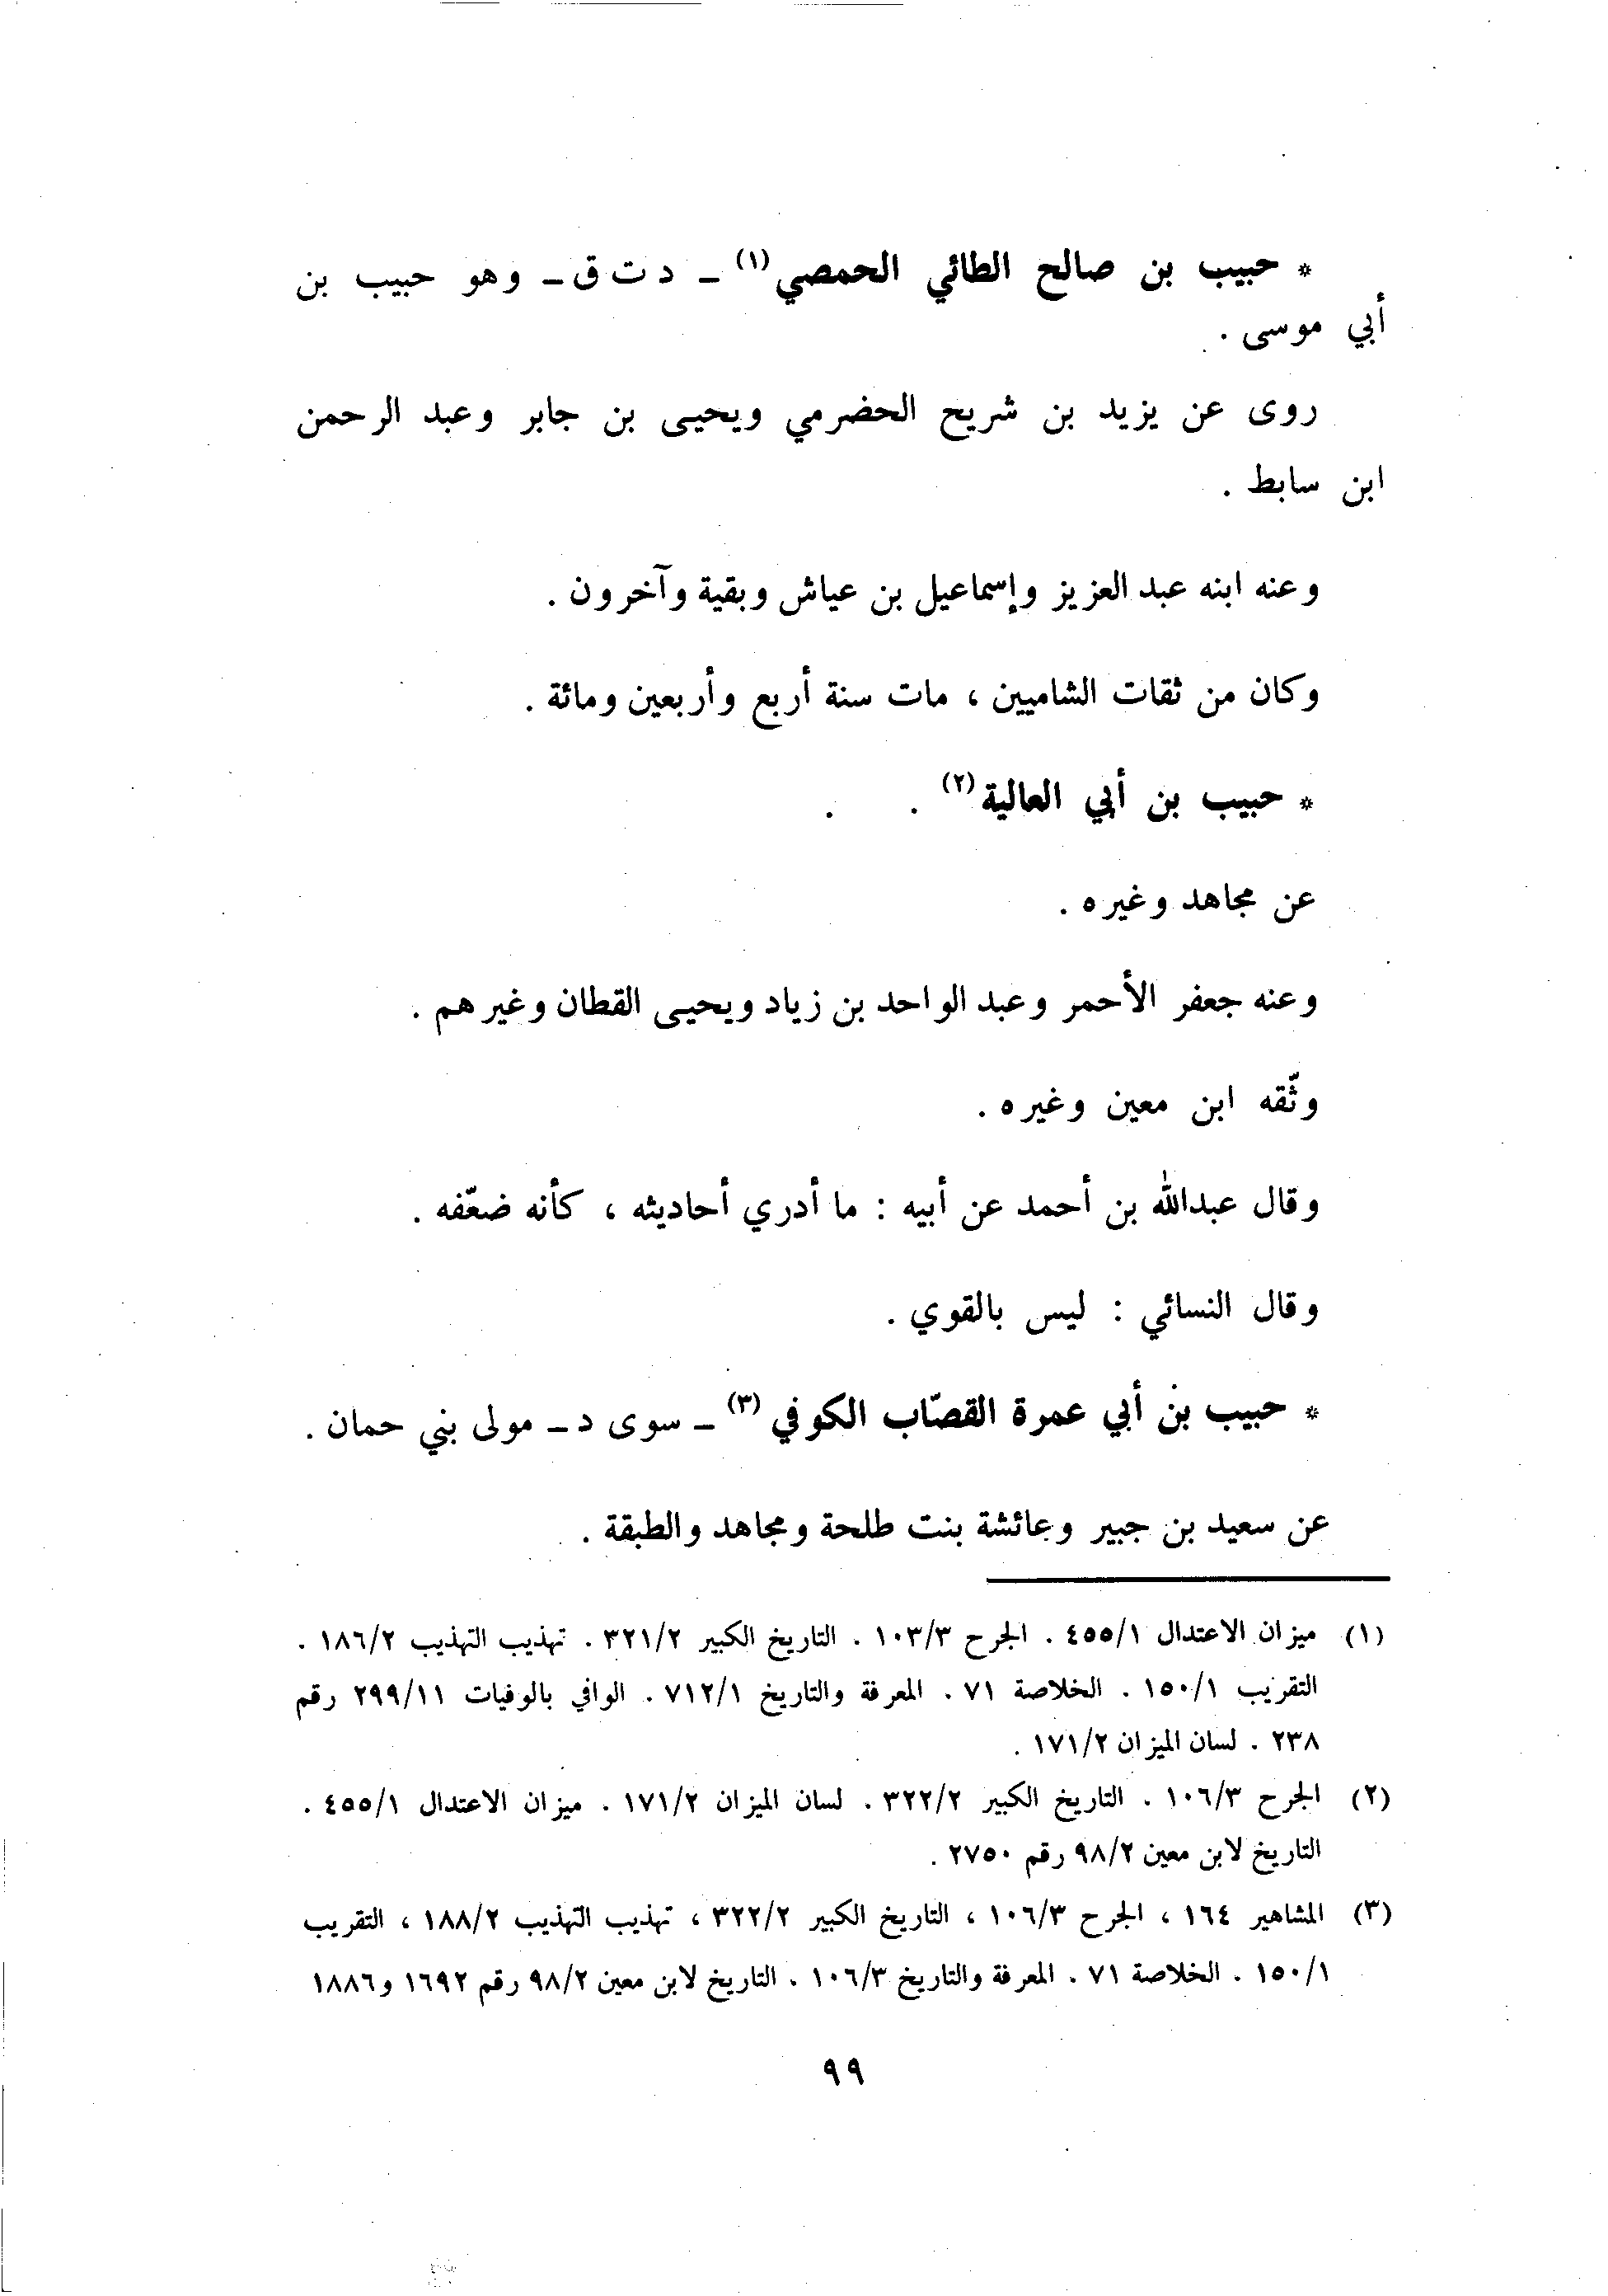 * حبيب بن صالح الطائي الحمصي (١) ـ د ت ق ـ وهو حبيب بن
أبي موسى .
روى عن يزيد بن شريح الحضرمي ويحيى بن جابر وعبد الرحمن
ابن سابط .
وعنه ابنه عبد العزيز وإسماعيل بن عياش وبقية وآخرون .
وكان من ثقات الشاميين ، مات سنة أربع وأربعين ومائة .
* حبيب بن أبي العالية (٢) .
عن مجاهد وغيره .
وعنه جعفر الأحمر وعبد الواحد بن زياد ويحيى القطان وغيرهم .
وثّقه ابن معين وغيره .
وقال عبدالله بن أحمد عن أبيه : ما أدري أحاديثه ، كأنه ضعّفه .
وقال النسائي : ليس بالقوي .
* حبيب بن أبي عمرة القصّاب الكوفي (٣) ـ سوى د ـ مولى بني حمان .
عن سعيد بن جبير وعائشة بنت طلحة ومجاهد والطبقة .
(١) ميزان الاعتدال ٤٥٥/١ . الجرح ١٠٣/٣ . التاريخ الكبير ٣٢١/٢ . تهذيب التهذيب ١٨٦/٢ .
التقريب ١٥٠/١ . الخلاصة ٧١ . المعرفة والتاريخ ٧١٢/١ . الوافي بالوفيات ٢٩٩/١١ رقم
٢٣٨ . لسان الميزان ١٧١/٢ .
(٢) الجرح ١٠٦/٣ . التاريخ الكبير ٣٢٢/٢ . لسان الميزان ١٧١/٢ . ميزان الاعتدال ٤٥٥/١ .
التاريخ لابن معين ٩٨/٢ رقم ٢٧٥٠ .
(٣) المشاهير ١٦٤ ، الجرح ١٠٦/٣ ، التاريخ الكبير ٣٢٢/٢ ، تهذيب التهذيب ١٨٨/٢ ، التقريب
١٥٠/١ . الخلاصة ٧١ . المعرفة والتاريخ ١٠٦/٣ . التاريخ لابن معين ٩٨/٢ رقم ١٦٩٢ و١٨٨٦
٩٩